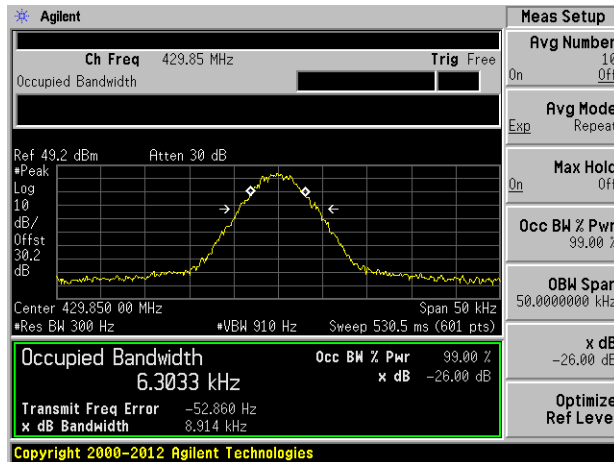 Agilent
Ch Freq 429.85 MHz Trig Free
Occupied Bandwidth
Ref 49.2 dBm Atten 30 dB
#Peak
Log
10
dB/
Offst
30.2
dB
Center 429.850 00 MHz Span 50 kHz
#Res BW 300 Hz #VBW 910 Hz Sweep 530.5 ms (601 pts)
Occupied Bandwidth Occ BW % Pwr 99.00 %
6.3033 kHz x dB -26.00 dB
Transmit Freq Error -52.860 Hz
x dB Bandwidth 8.914 kHz
Copyright 2000-2012 Agilent Technologies
Meas Setup
Avg Number
10
On Off
Avg Mode
Exp Repeat
Max Hold
On Off
Occ BW % Pwr
99.00 %
OBW Span
50.0000000 kHz
x dB
-26.00 dB
Optimize
Ref Level